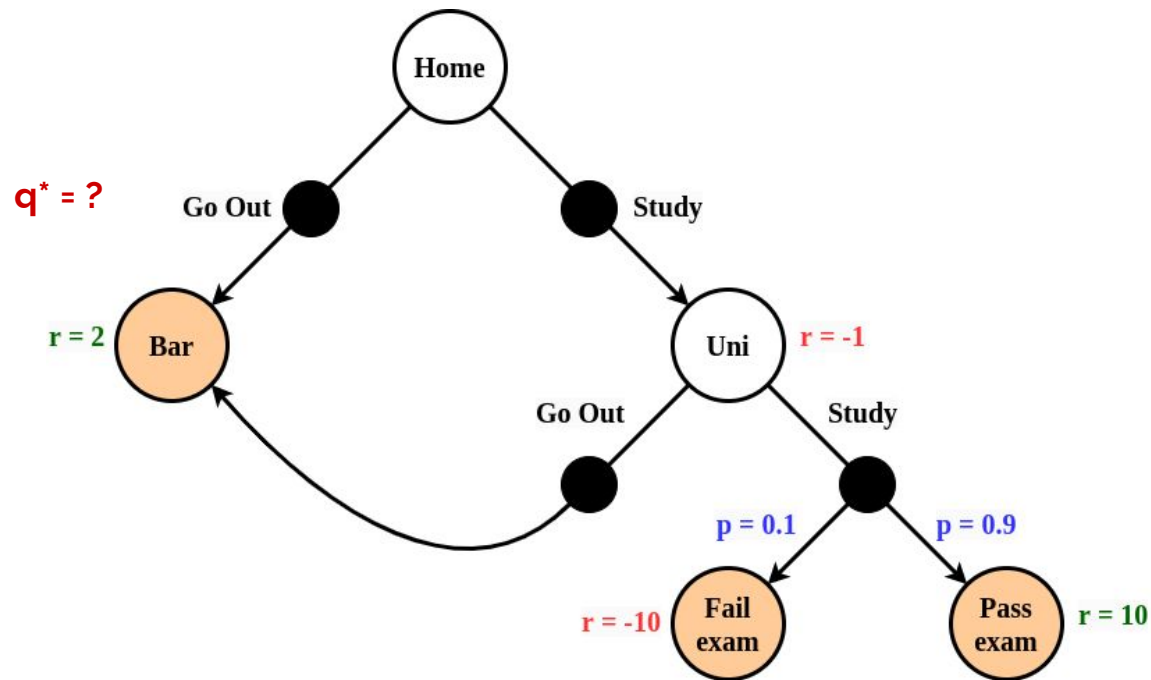 Home
q* = ?
Go Out
Study
r = 2
Bar
Uni
r = -1
Go Out
Study
p = 0.1
p = 0.9
Fail
exam
r = -10
Pass
exam
r = 10